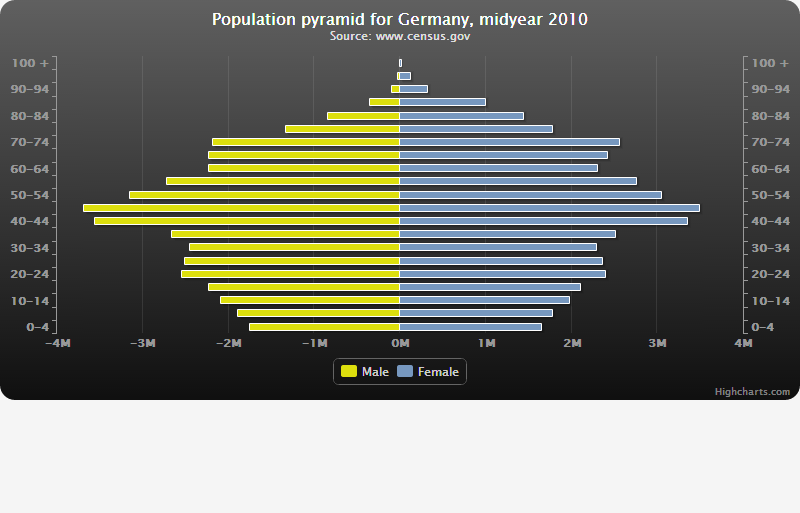 Population pyramid for Germany, midyear 2010
Source: www.census.gov
100 + 100 +
90-94 90-94
80-84 80-84
70-74 70-74
60-64 60-64
50-54 50-54
40-44 40-44
30-34 30-34
20-24 20-24
10-14 10-14
0-4 0-4
-4M -3M -2M -1M 0M 1M 2M 3M 4M
Male Female
Highcharts.com